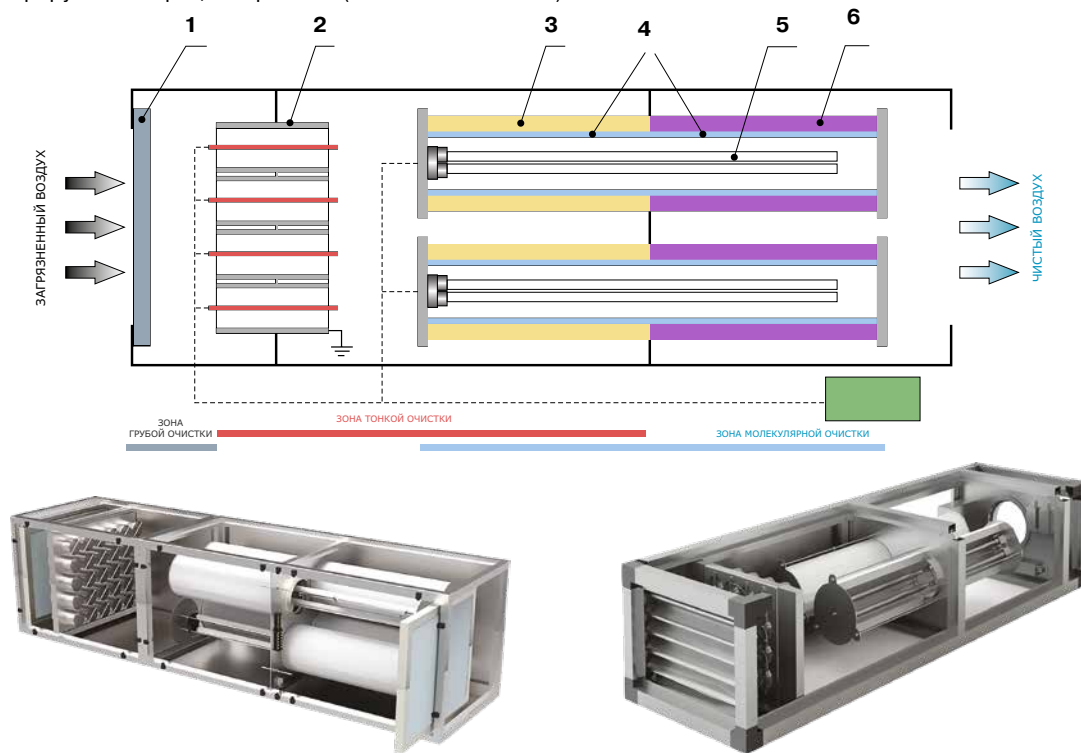 1 2 3 4 5 6
ЗАГРЯЗНЕННЫЙ ВОЗДУХ
ЧИСТЫЙ ВОЗДУХ
ЗОНА
ГРУБОЙ ОЧИСТКИ
ЗОНА ТОНКОЙ ОЧИСТКИ
ЗОНА МОЛЕКУЛЯРНОЙ ОЧИСТКИ